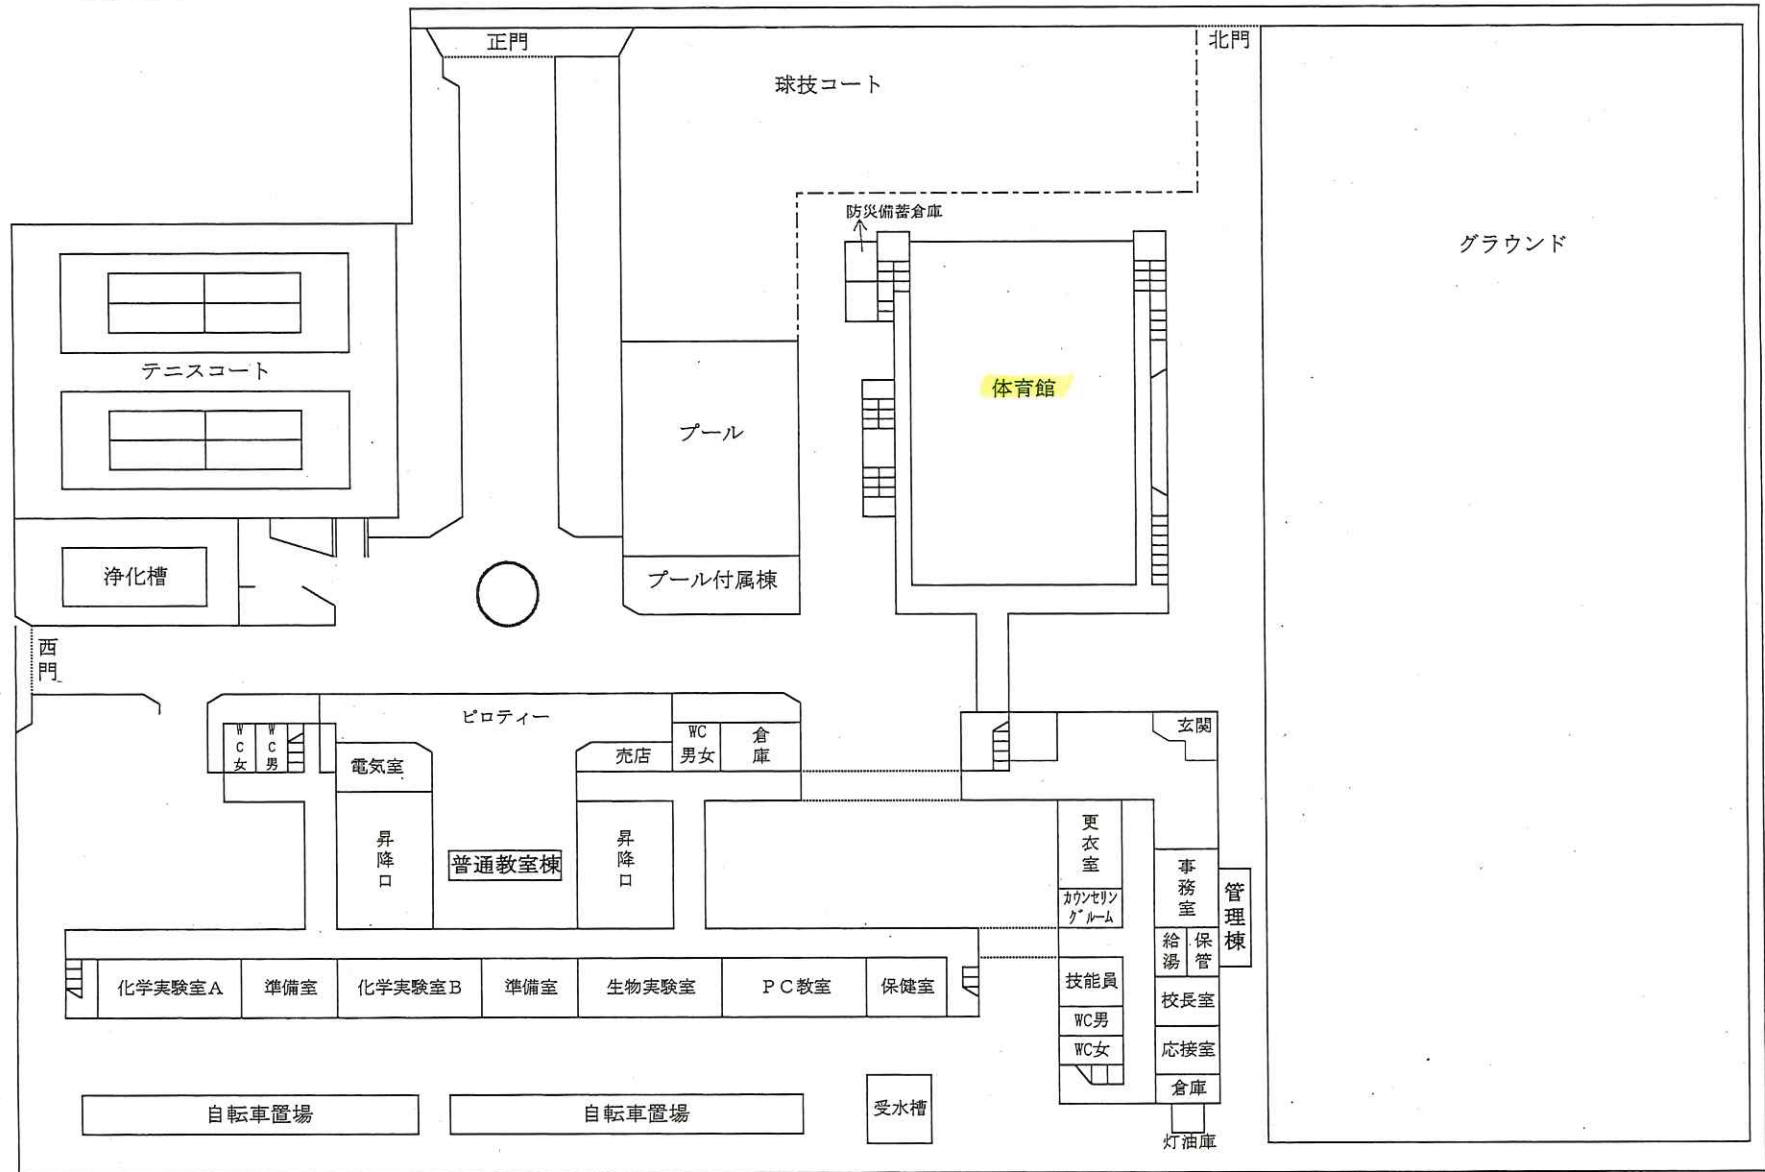 正門
北門
球技コート
防災備蓄倉庫
グラウンド
テニスコート
体育館
プール
浄化槽
プール付属棟
西門
ピロティー
玄関
WC女
WC男
電気室
売店
WC男女
倉庫
昇降口
普通教室棟
昇降口
更衣室
カウンセリン
グルーム
事務室
管理棟
給湯
保管
化学実験室A
準備室
化学実験室B
準備室
生物実験室
PC教室
保健室
技能員
校長室
WC男
WC女
応接室
倉庫
自転車置場
自転車置場
受水槽
灯油庫